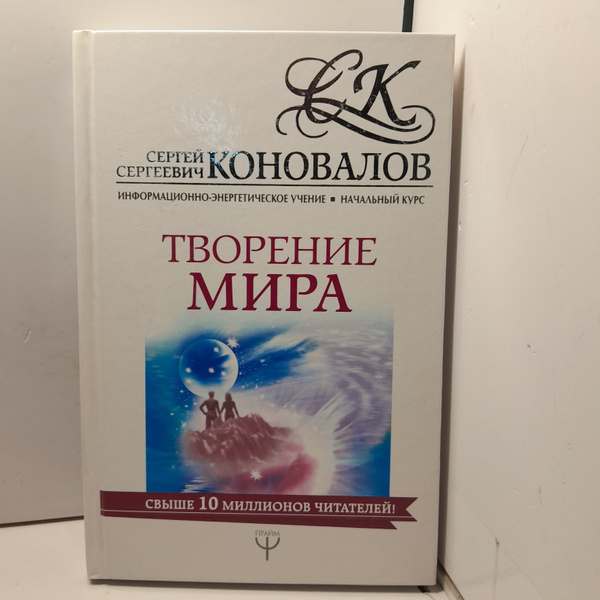 СК
СЕРГЕЙ
СЕРГЕЕВИЧ КОНОВАЛОВ
ИНФОРМАЦИОННО-ЭНЕРГЕТИЧЕСКОЕ УЧЕНИЕ ▪ НАЧАЛЬНЫЙ КУРС
ТВОРЕНИЕ
МИРА
СВЫШЕ 10 МИЛЛИОНОВ ЧИТАТЕЛЕЙ!
ПРАЙМ